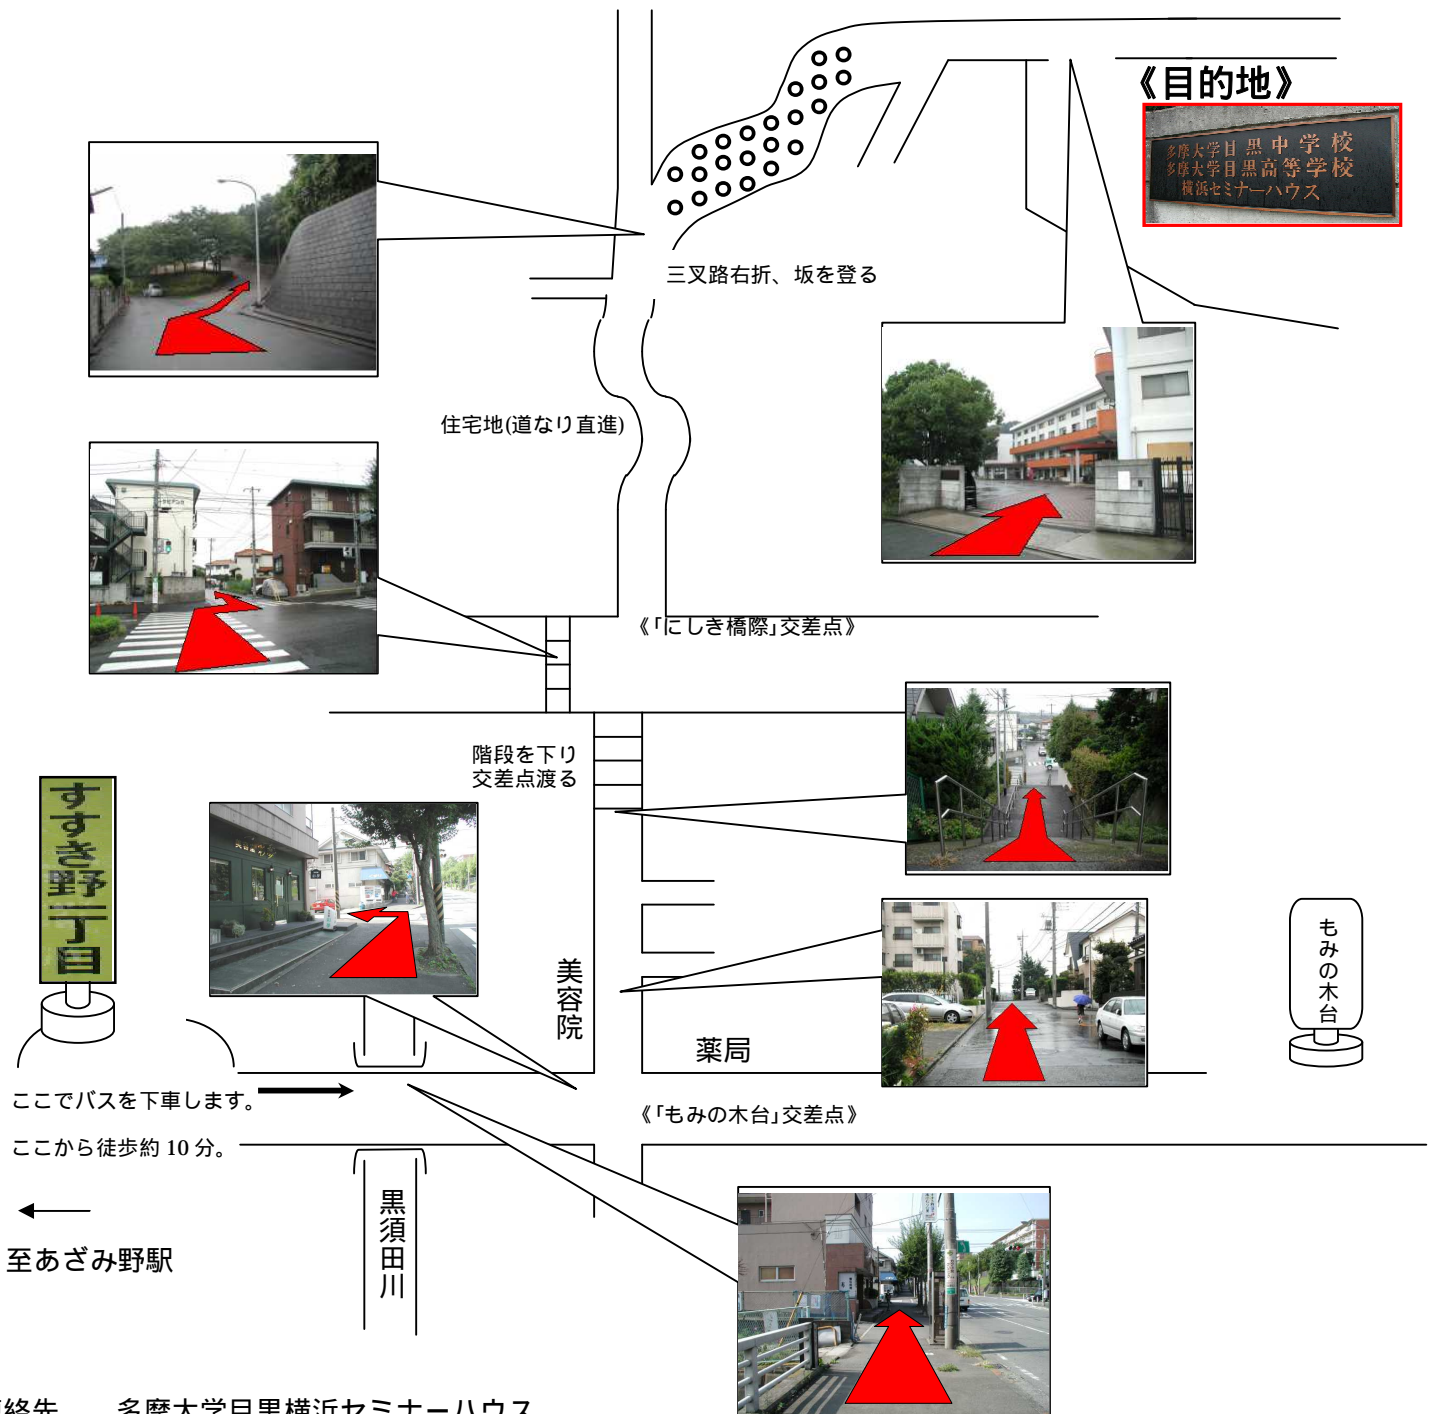 《目的地》
多摩大学目黒中学校
多摩大学目黒高等学校
横浜セミナーハウス
三叉路右折、坂を登る
住宅地(道なり直進)
《「にしき橋際」交差点》
階段を下り
交差点渡る
すすき野一丁目
美容院
薬局
もみの木台
ここでバスを下車します。
《「もみの木台」交差点》
ここから徒歩約 10 分。
黒須田川
至あざみ野駅
絡先 多摩大学目黒横浜セミナーハウス